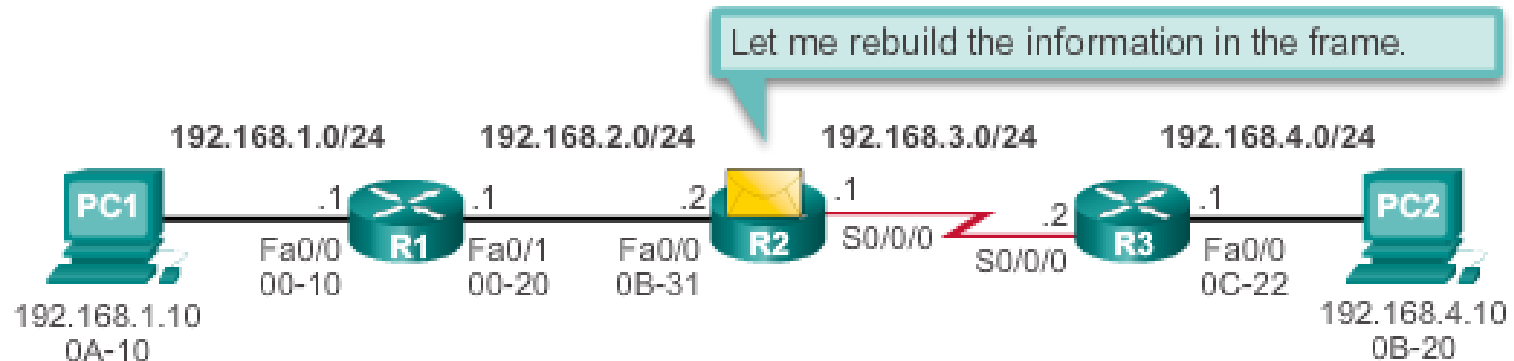 Let me rebuild the information in the frame.
192.168.1.0/24 192.168.2.0/24 192.168.3.0/24 192.168.4.0/24
PC1 .1 R1 .1 .2 R2 .1 .2 R3 .1 PC2
Fa0/0 Fa0/1 Fa0/0 S0/0/0 S0/0/0 Fa0/0
00-10 00-20 0B-31 0C-22
192.168.1.10 192.168.4.10
0A-10 0B-20